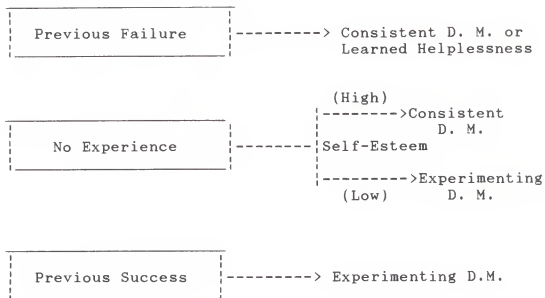 Previous Failure --------> Consistent D. M. or
Learned Helplessness
(High)
-------->Consistent
D. M.
No Experience ------- Self-Esteem
--------->Experimenting
(Low) D. M.
Previous Success --------> Experimenting D.M.